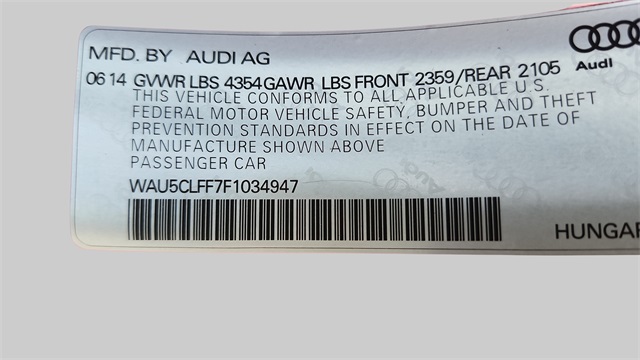 MFD. BY AUDI AG
Audi
06 14 GVWR LBS 4354 GAWR LBS FRONT 2359/REAR 2105
THIS VEHICLE CONFORMS TO ALL APPLICABLE U.S.
FEDERAL MOTOR VEHICLE SAFETY, BUMPER AND THEFT
PREVENTION STANDARDS IN EFFECT ON THE DATE OF
MANUFACTURE SHOWN ABOVE
PASSENGER CAR
WAU5CLFF7F1034947
HUNGAR